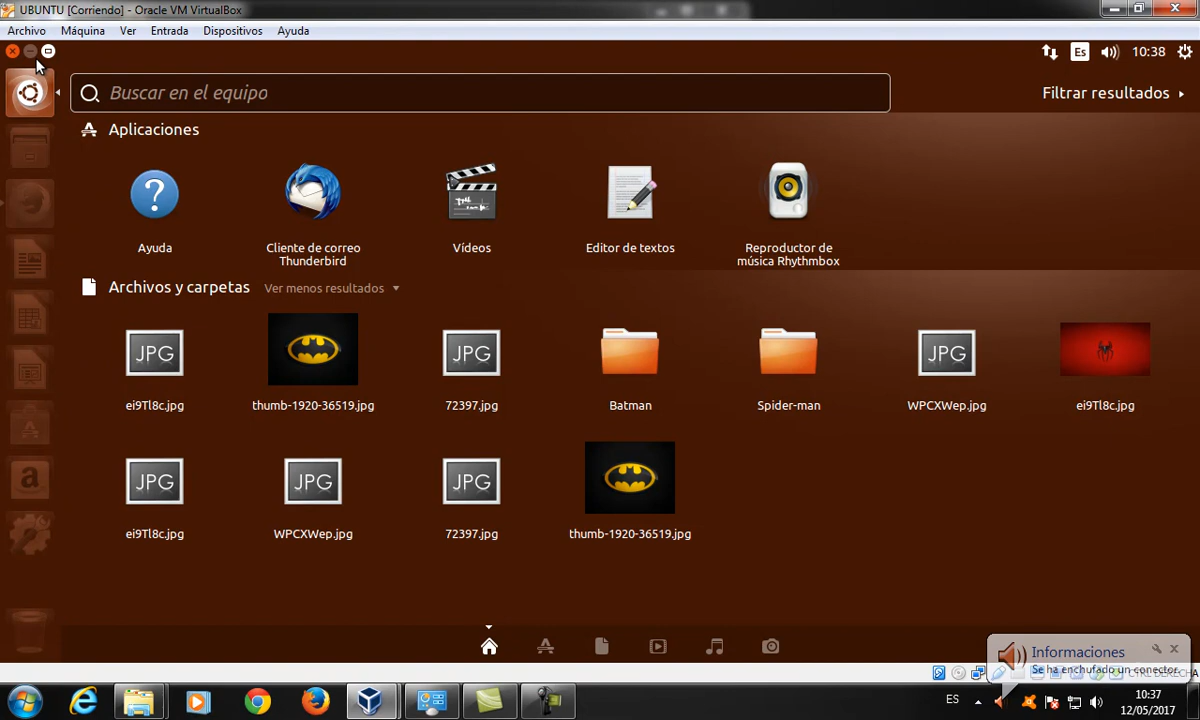 UBUNTU [Corriendo] - Oracle VM VirtualBox
Archivo Máquina Ver Entrada Dispositivos Ayuda
Es 10:38
Buscar en el equipo
Filtrar resultados
Aplicaciones
?
Ayuda
Cliente de correo
Thunderbird
Vídeos
Editor de textos
Reproductor de
música Rhythmbox
Archivos y carpetas Ver menos resultados
JPG JPG JPG
ei9Tl8c.jpg thumb-1920-36519.jpg 72397.jpg Batman Spider-man WPCXWep.jpg ei9Tl8c.jpg
JPG JPG JPG
ei9Tl8c.jpg WPCXWep.jpg 72397.jpg thumb-1920-36519.jpg
a
Informaciones
Se ha enchufado un conector.
CTRL DERECHA
ES
10:37
12/05/2017